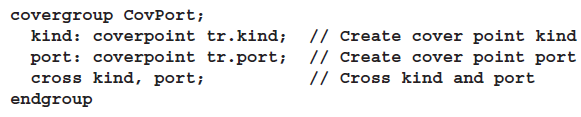 covergroup CovPort;
  kind: coverpoint tr.kind;  // Create cover point kind
  port: coverpoint tr.port;  // Create cover point port
  cross kind, port;          // Cross kind and port
endgroup